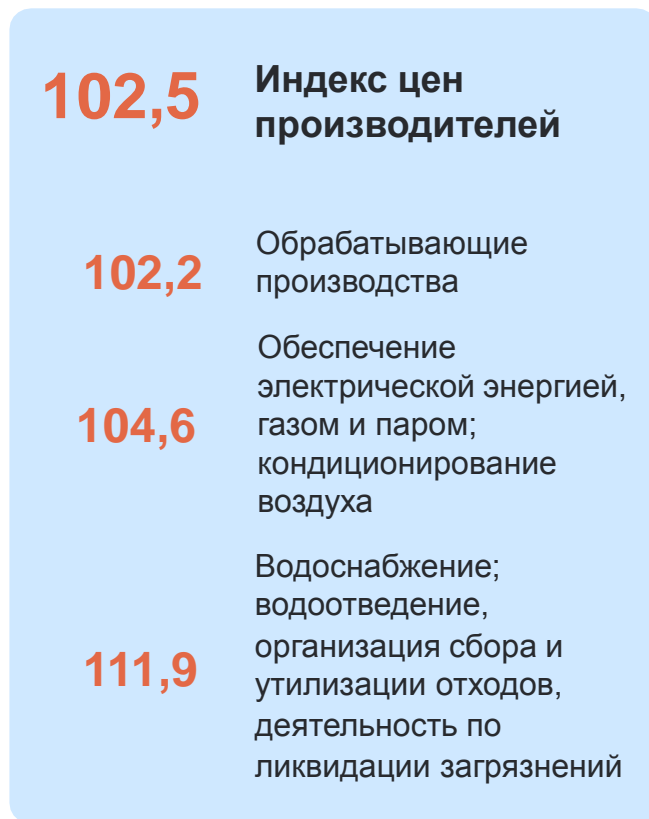 102,5
Индекс цен
производителей
102,2
Обрабатывающие
производства
104,6
Обеспечение
электрической энергией,
газом и паром;
кондиционирование
воздуха
111,9
Водоснабжение;
водоотведение,
организация сбора и
утилизации отходов,
деятельность по
ликвидации загрязнений